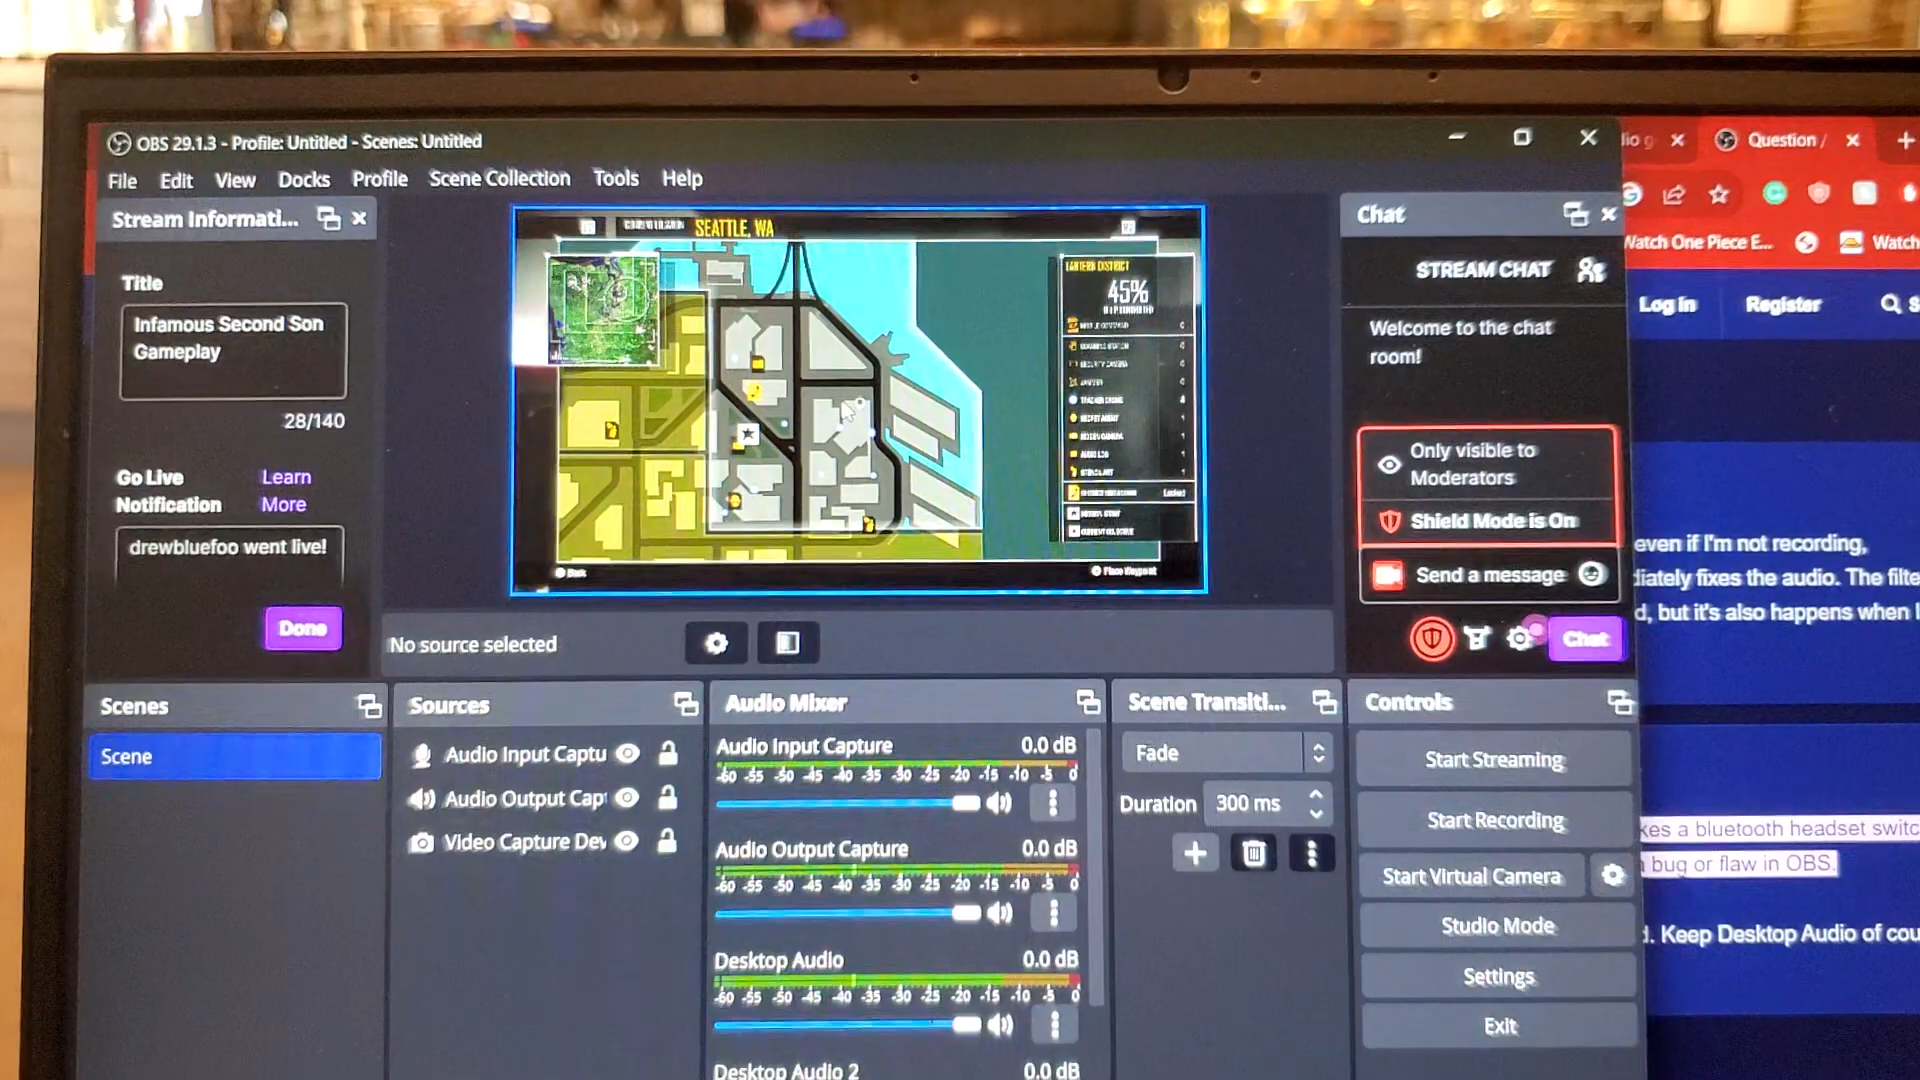 OBS 29.1.3 - Profile: Untitled - Scenes: Untitled
File Edit View Docks Profile Scene Collection Tools Help
Stream Informati...
Title
Infamous Second Son
Gameplay
28/140
Go Live
Notification
Learn
More
drewbluefoo went live!
Done
SEATTLE, WA
LANTERN DISTRICT
45%
Locked
Back
Place Waypoint
No source selected
Chat
STREAM CHAT
Welcome to the chat
room!
Only visible to
Moderators
Shield Mode is On
Send a message
Chat
Scenes
Scene
Sources
Audio Input Captu
Audio Output Cap
Video Capture Dev
Audio Mixer
Audio Input Capture 0.0 dB
-60 -55 -50 -45 -40 -35 -30 -25 -20 -15 -10 -5 0
Audio Output Capture 0.0 dB
-60 -55 -50 -45 -40 -35 -30 -25 -20 -15 -10 -5 0
Desktop Audio 0.0 dB
-60 -55 -50 -45 -40 -35 -30 -25 -20 -15 -10 -5 0
Desktop Audio 2 0.0 dB
Scene Transiti...
Fade
Duration 300 ms
Controls
Start Streaming
Start Recording
Start Virtual Camera
Studio Mode
Settings
Exit
dio g
Question /
Watch One Piece E...
Watch
Log in Register
even if I'm not recording,
diately fixes the audio. The filte
d, but it's also happens when I
kes a bluetooth headset switc
bug or flaw in OBS.
d. Keep Desktop Audio of cou